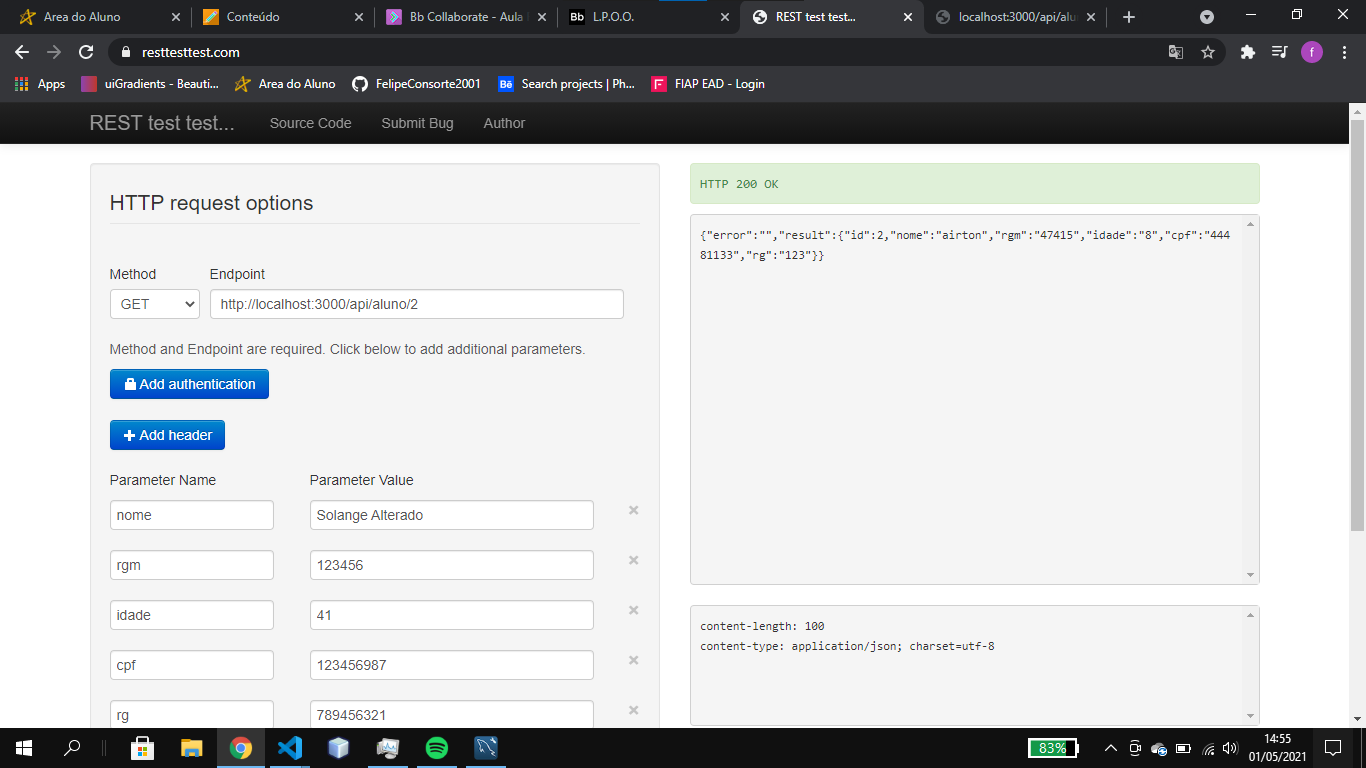 Area do Aluno
Conteúdo
Bb Collaborate - Aula
Bb L.P.O.O.
REST test test...
localhost:3000/api/alu
resttesttest.com
f
Apps
uiGradients - Beauti...
Area do Aluno
FelipeConsorte2001
Bē Search projects | Ph...
F FIAP EAD - Login
REST test test...
Source Code
Submit Bug
Author
HTTP request options
Method
Endpoint
GET
http://localhost:3000/api/aluno/2
Method and Endpoint are required. Click below to add additional parameters.
Add authentication
Add header
Parameter Name
Parameter Value
nome
Solange Alterado
rgm
123456
idade
41
cpf
123456987
rg
789456321
HTTP 200 OK
{"error":"","result":{"id":2,"nome":"airton","rgm":"47415","idade":"8","cpf":"444
81133","rg":"123"}}
content-length: 100
content-type: application/json; charset=utf-8
83%
14:55
01/05/2021